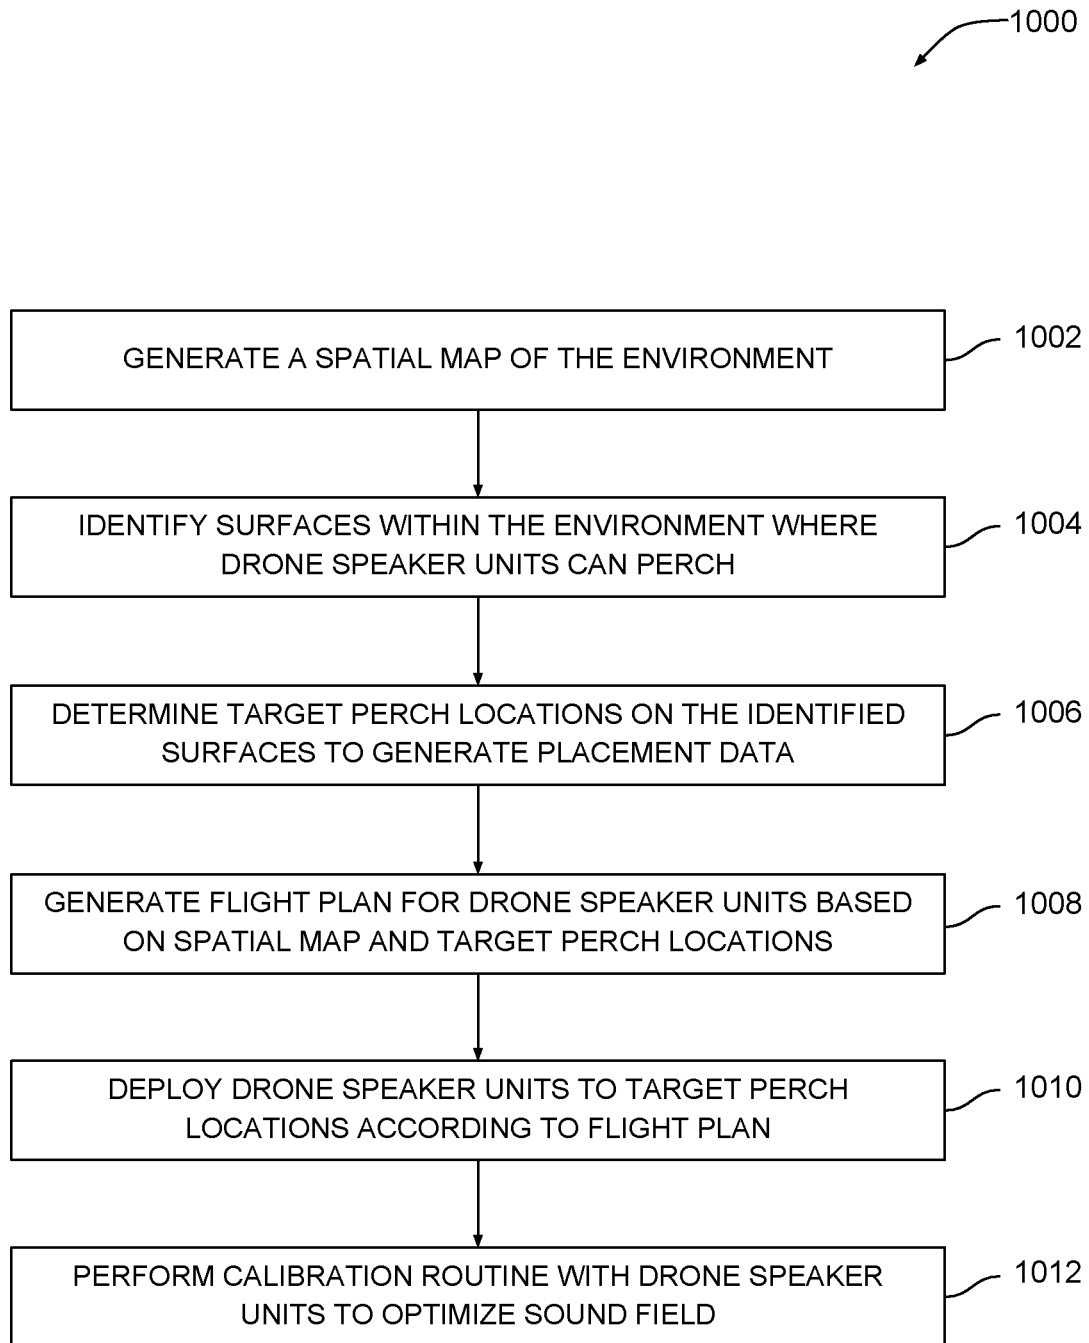 1000
GENERATE A SPATIAL MAP OF THE ENVIRONMENT
1002
IDENTIFY SURFACES WITHIN THE ENVIRONMENT WHERE
DRONE SPEAKER UNITS CAN PERCH
1004
DETERMINE TARGET PERCH LOCATIONS ON THE IDENTIFIED
SURFACES TO GENERATE PLACEMENT DATA
1006
GENERATE FLIGHT PLAN FOR DRONE SPEAKER UNITS BASED
ON SPATIAL MAP AND TARGET PERCH LOCATIONS
1008
DEPLOY DRONE SPEAKER UNITS TO TARGET PERCH
LOCATIONS ACCORDING TO FLIGHT PLAN
1010
PERFORM CALIBRATION ROUTINE WITH DRONE SPEAKER
UNITS TO OPTIMIZE SOUND FIELD
1012